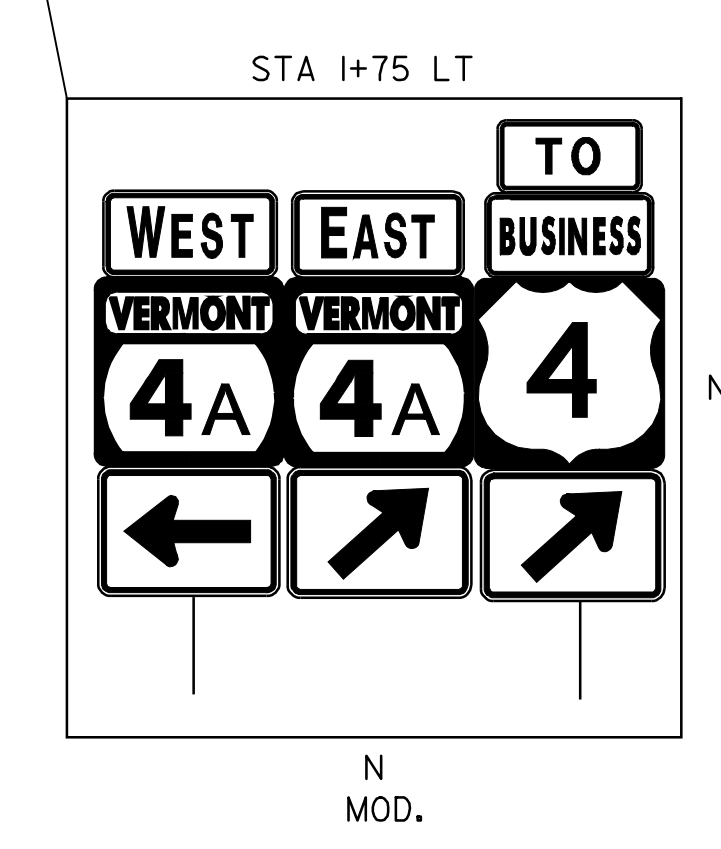 STA 1+75 LT
TO
WEST EAST BUSINESS
VERMONT VERMONT
4A 4A 4
N
N
MOD.